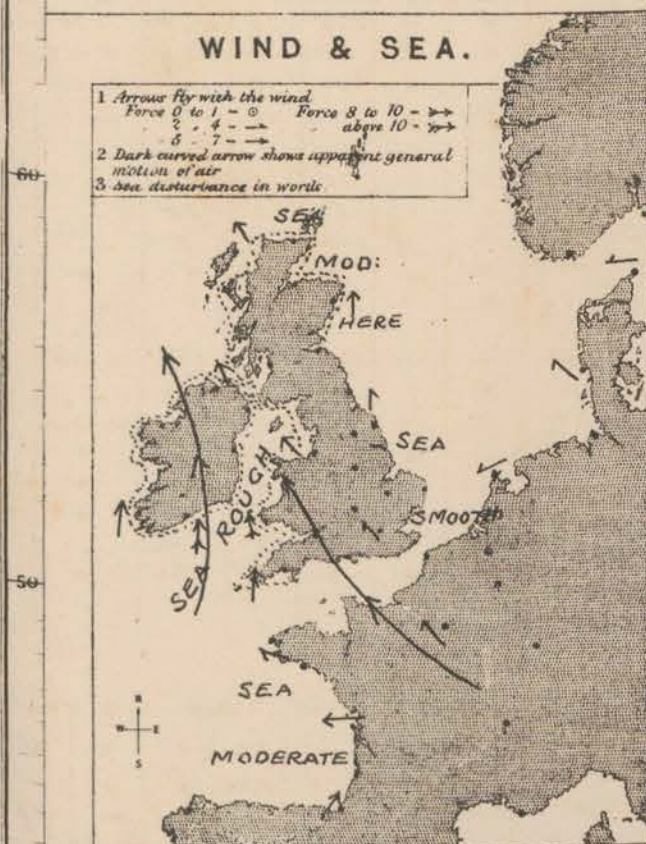 WIND & SEA.
1 Arrows fly with the wind
Force 0 to 1 - ⊙ Force 8 to 10 -
" 2 " 4 - " above 10 -
" 5 " 7 -
2 Dark curved arrow shows apparent general
motion of air
3 Sea disturbance in words
60
SEA
MOD:
HERE
SEA
SMOOTH
SEA ROUGH
50
SEA
MODERATE
N
W E
S